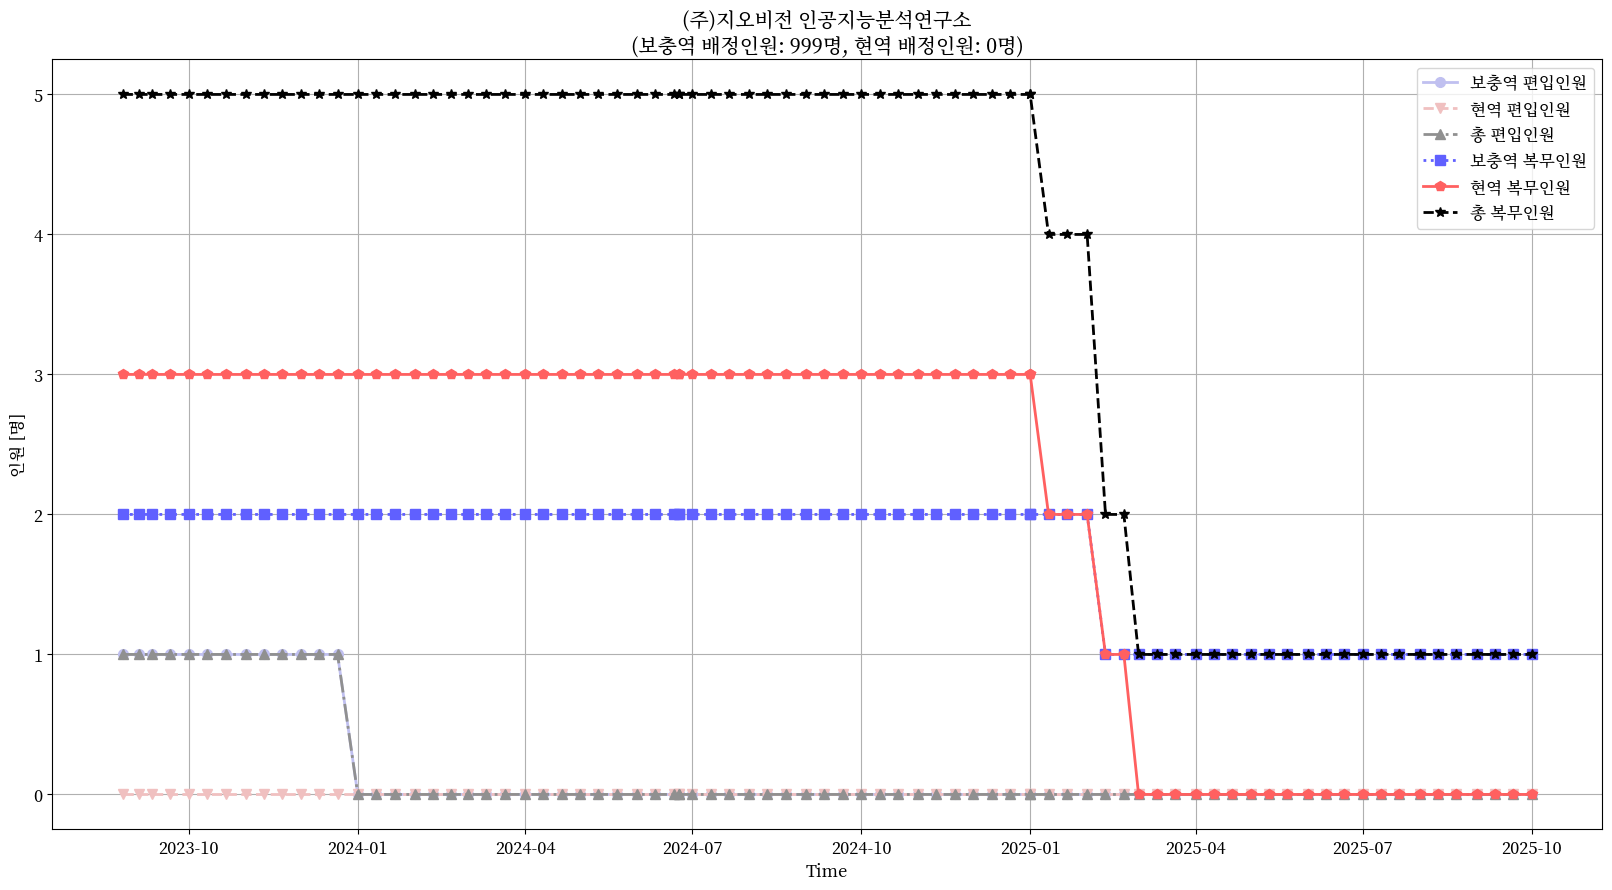 (주)지오비전 인공지능분석연구소
(보충역 배정인원: 999명, 현역 배정인원: 0명)
보충역 편입인원
현역 편입인원
총 편입인원
보충역 복무인원
현역 복무인원
총 복무인원
인원 [명]
5
4
3
2
1
0
2023-10
2024-01
2024-04
2024-07
2024-10
2025-01
2025-04
2025-07
2025-10
Time